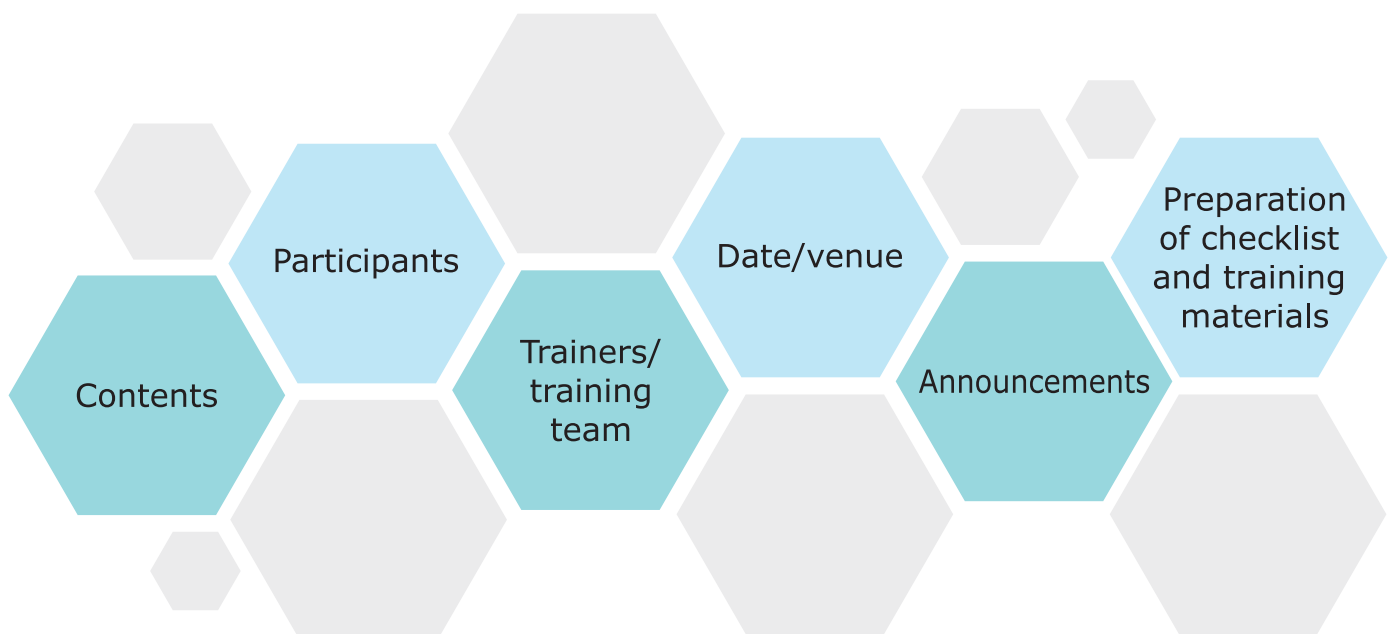 Contents
Participants
Trainers/
training
team
Date/venue
Announcements
Preparation
of checklist
and training
materials